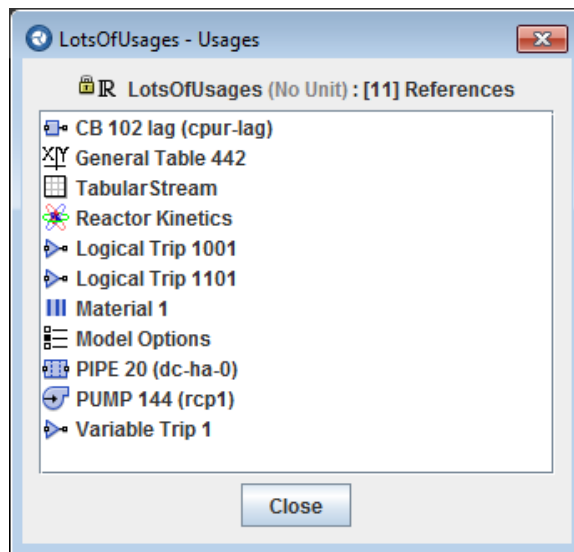 LotsOfUsages - Usages
ℝ LotsOfUsages (No Unit) : [11] References
CB 102 lag (cpur-lag)
X|Y General Table 442
TabularStream
Reactor Kinetics
Logical Trip 1001
Logical Trip 1101
Material 1
Model Options
PIPE 20 (dc-ha-0)
PUMP 144 (rcp1)
Variable Trip 1
Close